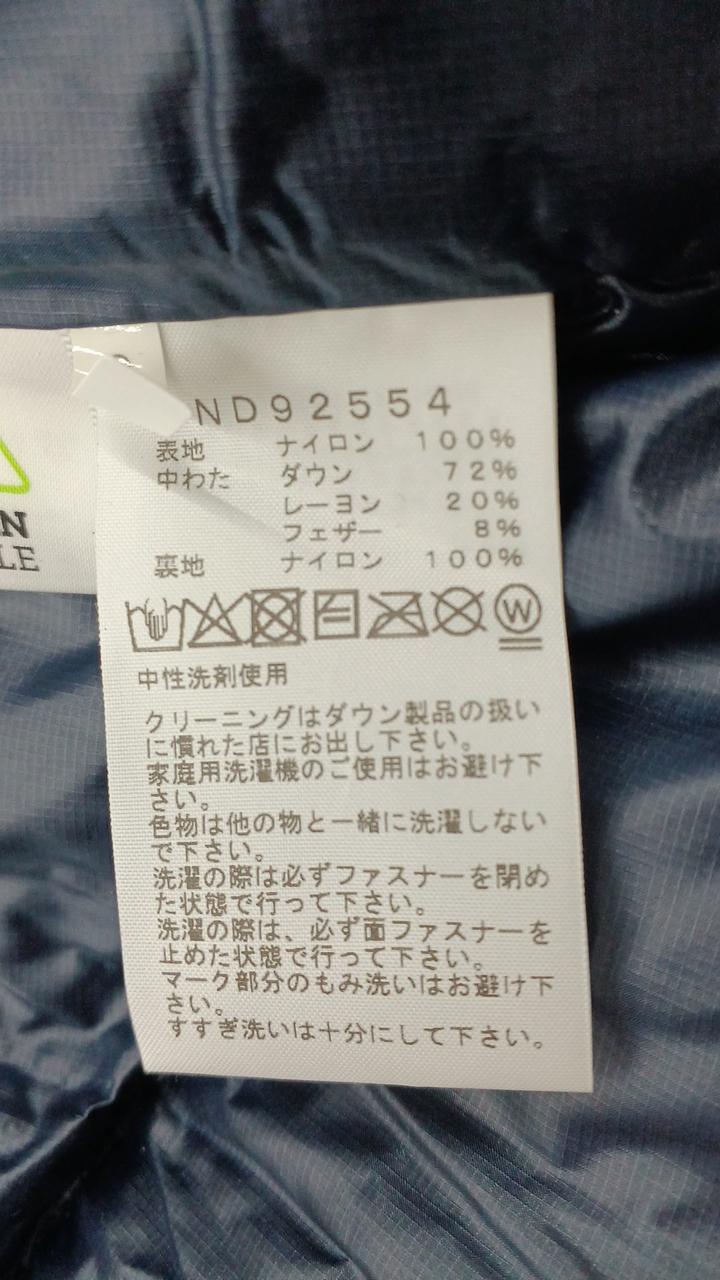 ND92554
表地 ナイロン 100%
中わた ダウン 72%
レーヨン 20%
フェザー 8%
裏地 ナイロン 100%
W
中性洗剤使用
クリーニングはダウン製品の扱い
に慣れた店にお出し下さい。
家庭用洗濯機のご使用はお避け下
さい。
色物は他の物と一緒に洗濯しない
で下さい。
洗濯の際は必ずファスナーを閉め
た状態で行って下さい。
洗濯の際は、必ず面ファスナーを
止めた状態で行って下さい。
マーク部分のもみ洗いはお避け下
さい。
すすぎ洗いは十分にして下さい。